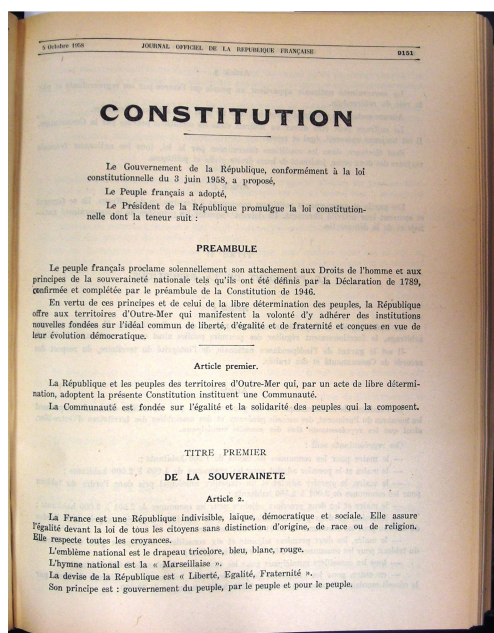 5 Octobre 1958 JOURNAL OFFICIEL DE LA REPUBLIQUE FRANÇAISE 9151
CONSTITUTION
Le Gouvernement de la République, conformément à la loi
constitutionnelle du 3 juin 1958, a proposé,
Le Peuple français a adopté,
Le Président de la République promulgue la loi constitution-
nelle dont la teneur suit :
PREAMBULE
Le peuple français proclame solennellement son attachement aux Droits de l'homme et aux
principes de la souveraineté nationale tels qu'ils ont été définis par la Déclaration de 1789,
confirmée et complétée par le préambule de la Constitution de 1946.
En vertu de ces principes et de celui de la libre détermination des peuples, la République
offre aux territoires d'Outre-Mer qui manifestent la volonté d'y adhérer des institutions
nouvelles fondées sur l'idéal commun de liberté, d'égalité et de fraternité et conçues en vue de
leur évolution démocratique.
Article premier.
La République et les peuples des territoires d'Outre-Mer qui, par un acte de libre détermi-
nation, adoptent la présente Constitution instituent une Communauté.
La Communauté est fondée sur l'égalité et la solidarité des peuples qui la composent.
TITRE PREMIER
DE LA SOUVERAINETE
Article 2.
La France est une République indivisible, laïque, démocratique et sociale. Elle assure
l'égalité devant la loi de tous les citoyens sans distinction d'origine, de race ou de religion.
Elle respecte toutes les croyances.
L'emblème national est le drapeau tricolore, bleu, blanc, rouge.
L'hymne national est la « Marseillaise ».
La devise de la République est « Liberté, Egalité, Fraternité ».
Son principe est : gouvernement du peuple, par le peuple et pour le peuple.